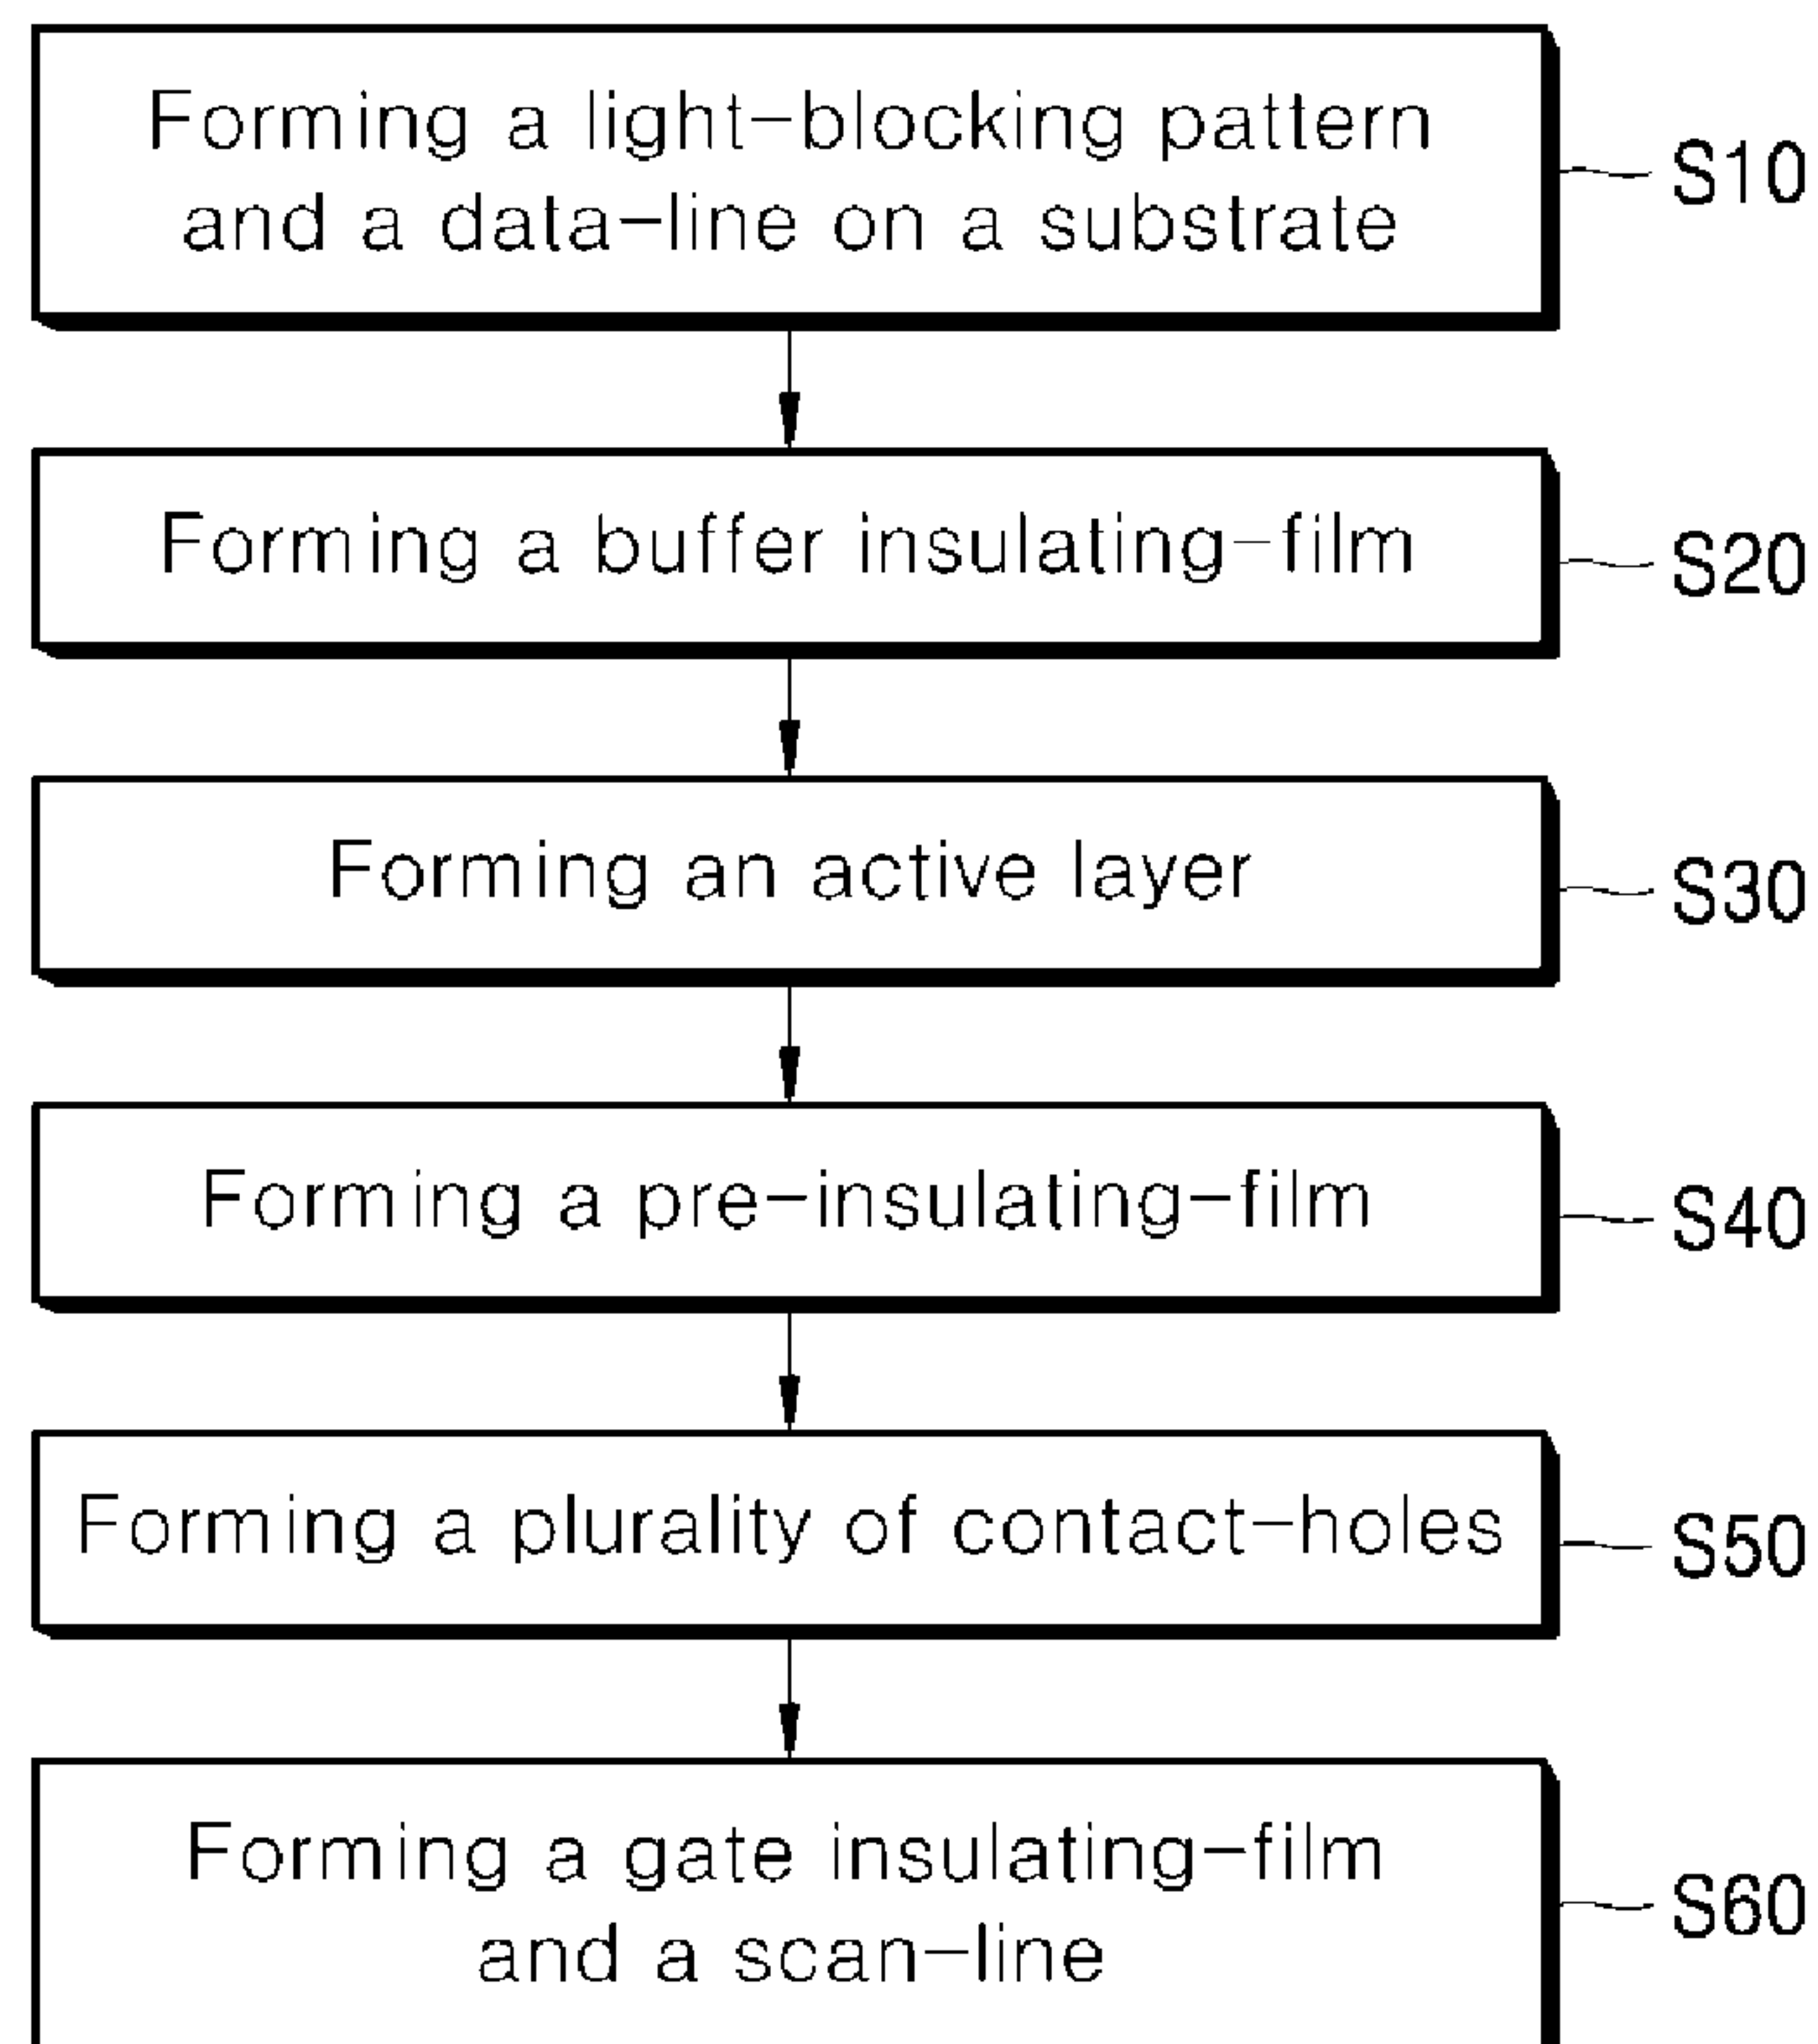 Forming a light-blocking pattern
and a data-line on a substrate
S10
Forming a buffer insulating-film
S20
Forming an active layer
S30
Forming a pre-insulating-film
S40
Forming a plurality of contact-holes
S50
Forming a gate insulating-film
and a scan-line
S60